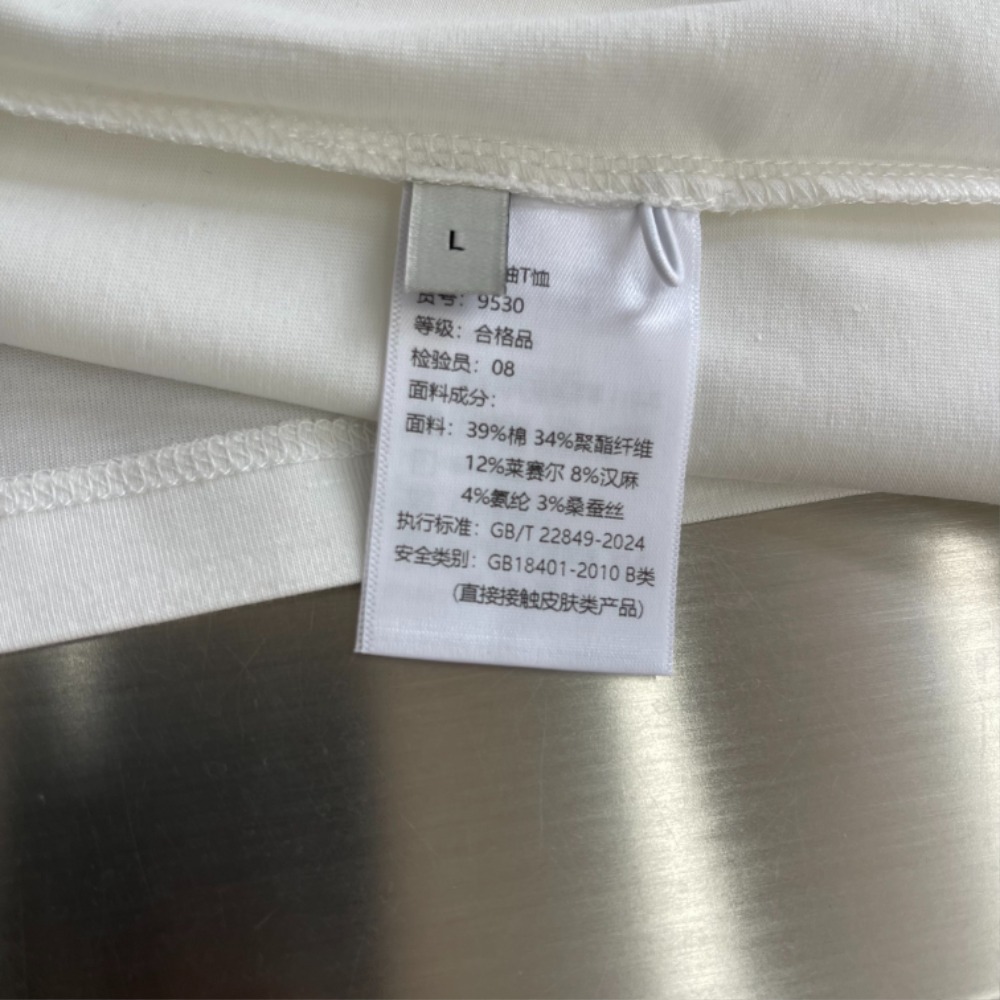 L
袖T恤
货号：9530
等级：合格品
检验员：08
面料成分：
面料：39%棉 34%聚酯纤维
12%莱赛尔 8%汉麻
4%氨纶 3%桑蚕丝
执行标准：GB/T 22849-2024
安全类别：GB18401-2010 B类
(直接接触皮肤类产品)